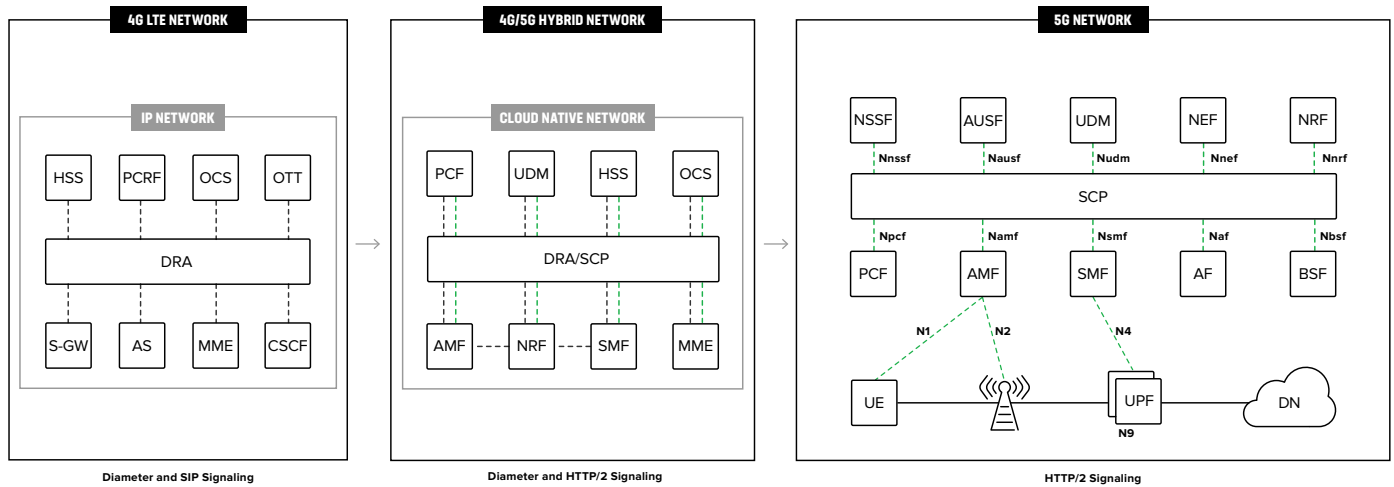 4G LTE NETWORK
IP NETWORK
HSS PCRF OCS OTT
DRA
S-GW AS MME CSCF
Diameter and SIP Signaling
4G/5G HYBRID NETWORK
CLOUD NATIVE NETWORK
PCF UDM HSS OCS
DRA/SCP
AMF NRF SMF MME
Diameter and HTTP/2 Signaling
5G NETWORK
NSSF AUSF UDM NEF NRF
Nnssf Nausf Nudm Nnef Nnrf
SCP
Npcf Namf Nsmf Naf Nbsf
PCF AMF SMF AF BSF
N1 N2 N4
UE UPF DN
N9
HTTP/2 Signaling